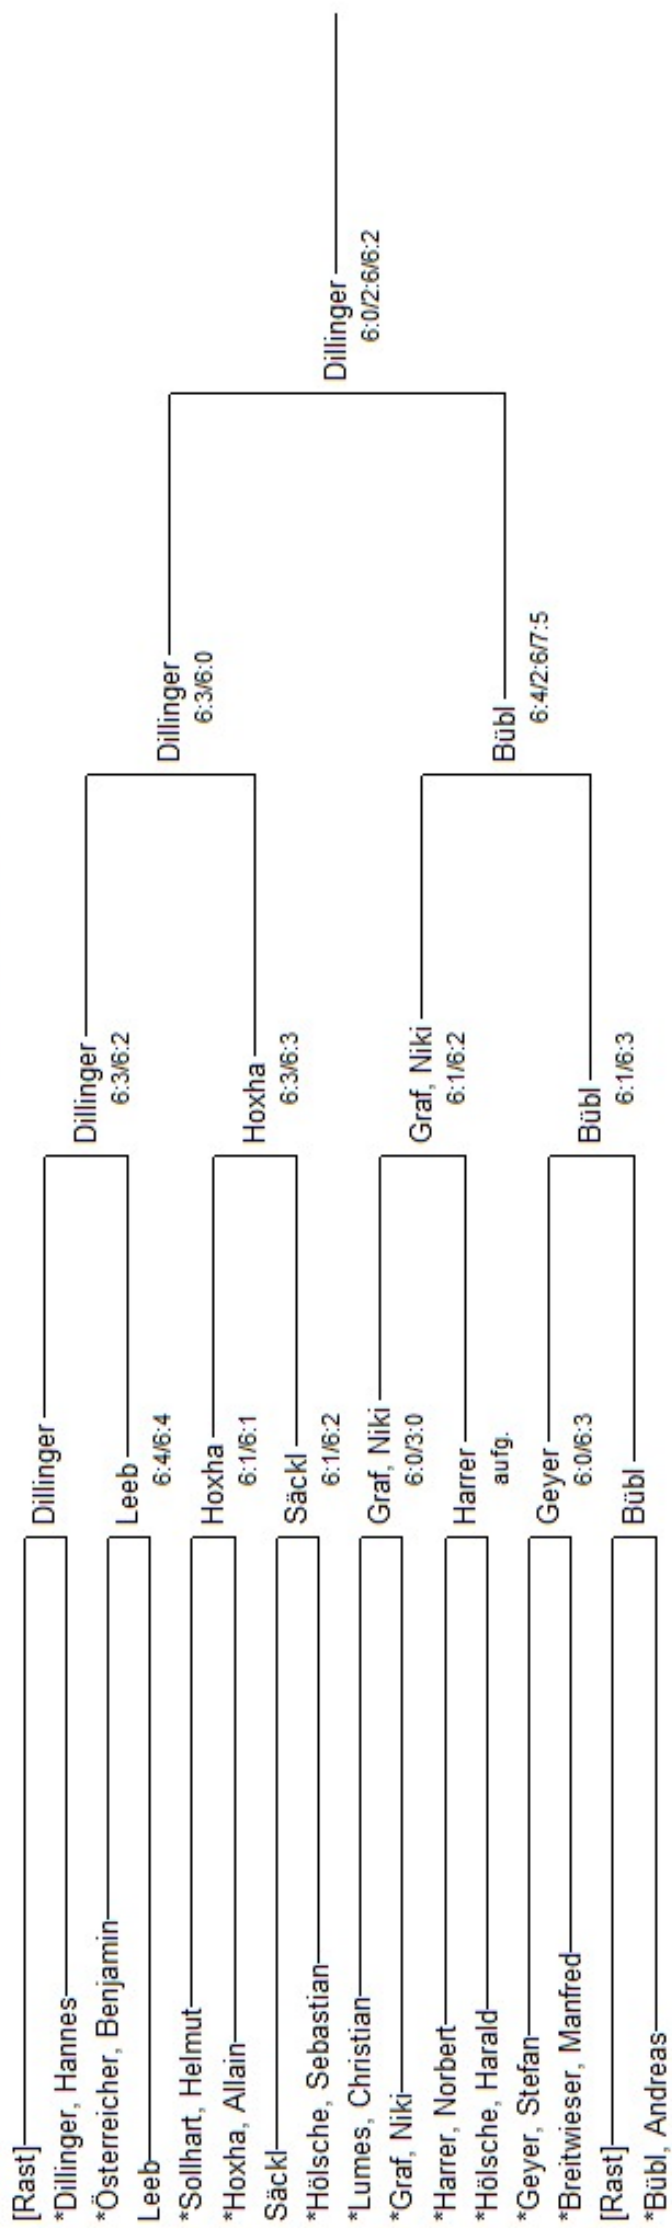 [Rast]
*Dillinger, Hannes
*Österreicher, Benjamin
Leeb
*Sollhart, Helmut
*Hoxha, Allain
Säckl
*Hölsche, Sebastian
*Lumes, Christian
*Graf, Niki
*Harrer, Norbert
*Hölsche, Harald
*Geyer, Stefan
*Breitwieser, Manfred
[Rast]
*Bübl, Andreas
Dillinger
Leeb
6:4/6:4
Hoxha
6:1/6:1
Säckl
6:1/6:2
Graf, Niki
6:0/3:0
Harrer
aufg.
Geyer
6:0/6:3
Bübl
Dillinger
6:3/6:2
Hoxha
6:3/6:3
Graf, Niki
6:1/6:2
Bübl
6:1/6:3
Dillinger
6:3/6:0
Bübl
6:4/2:6/7:5
Dillinger
6:0/2:6/6:2